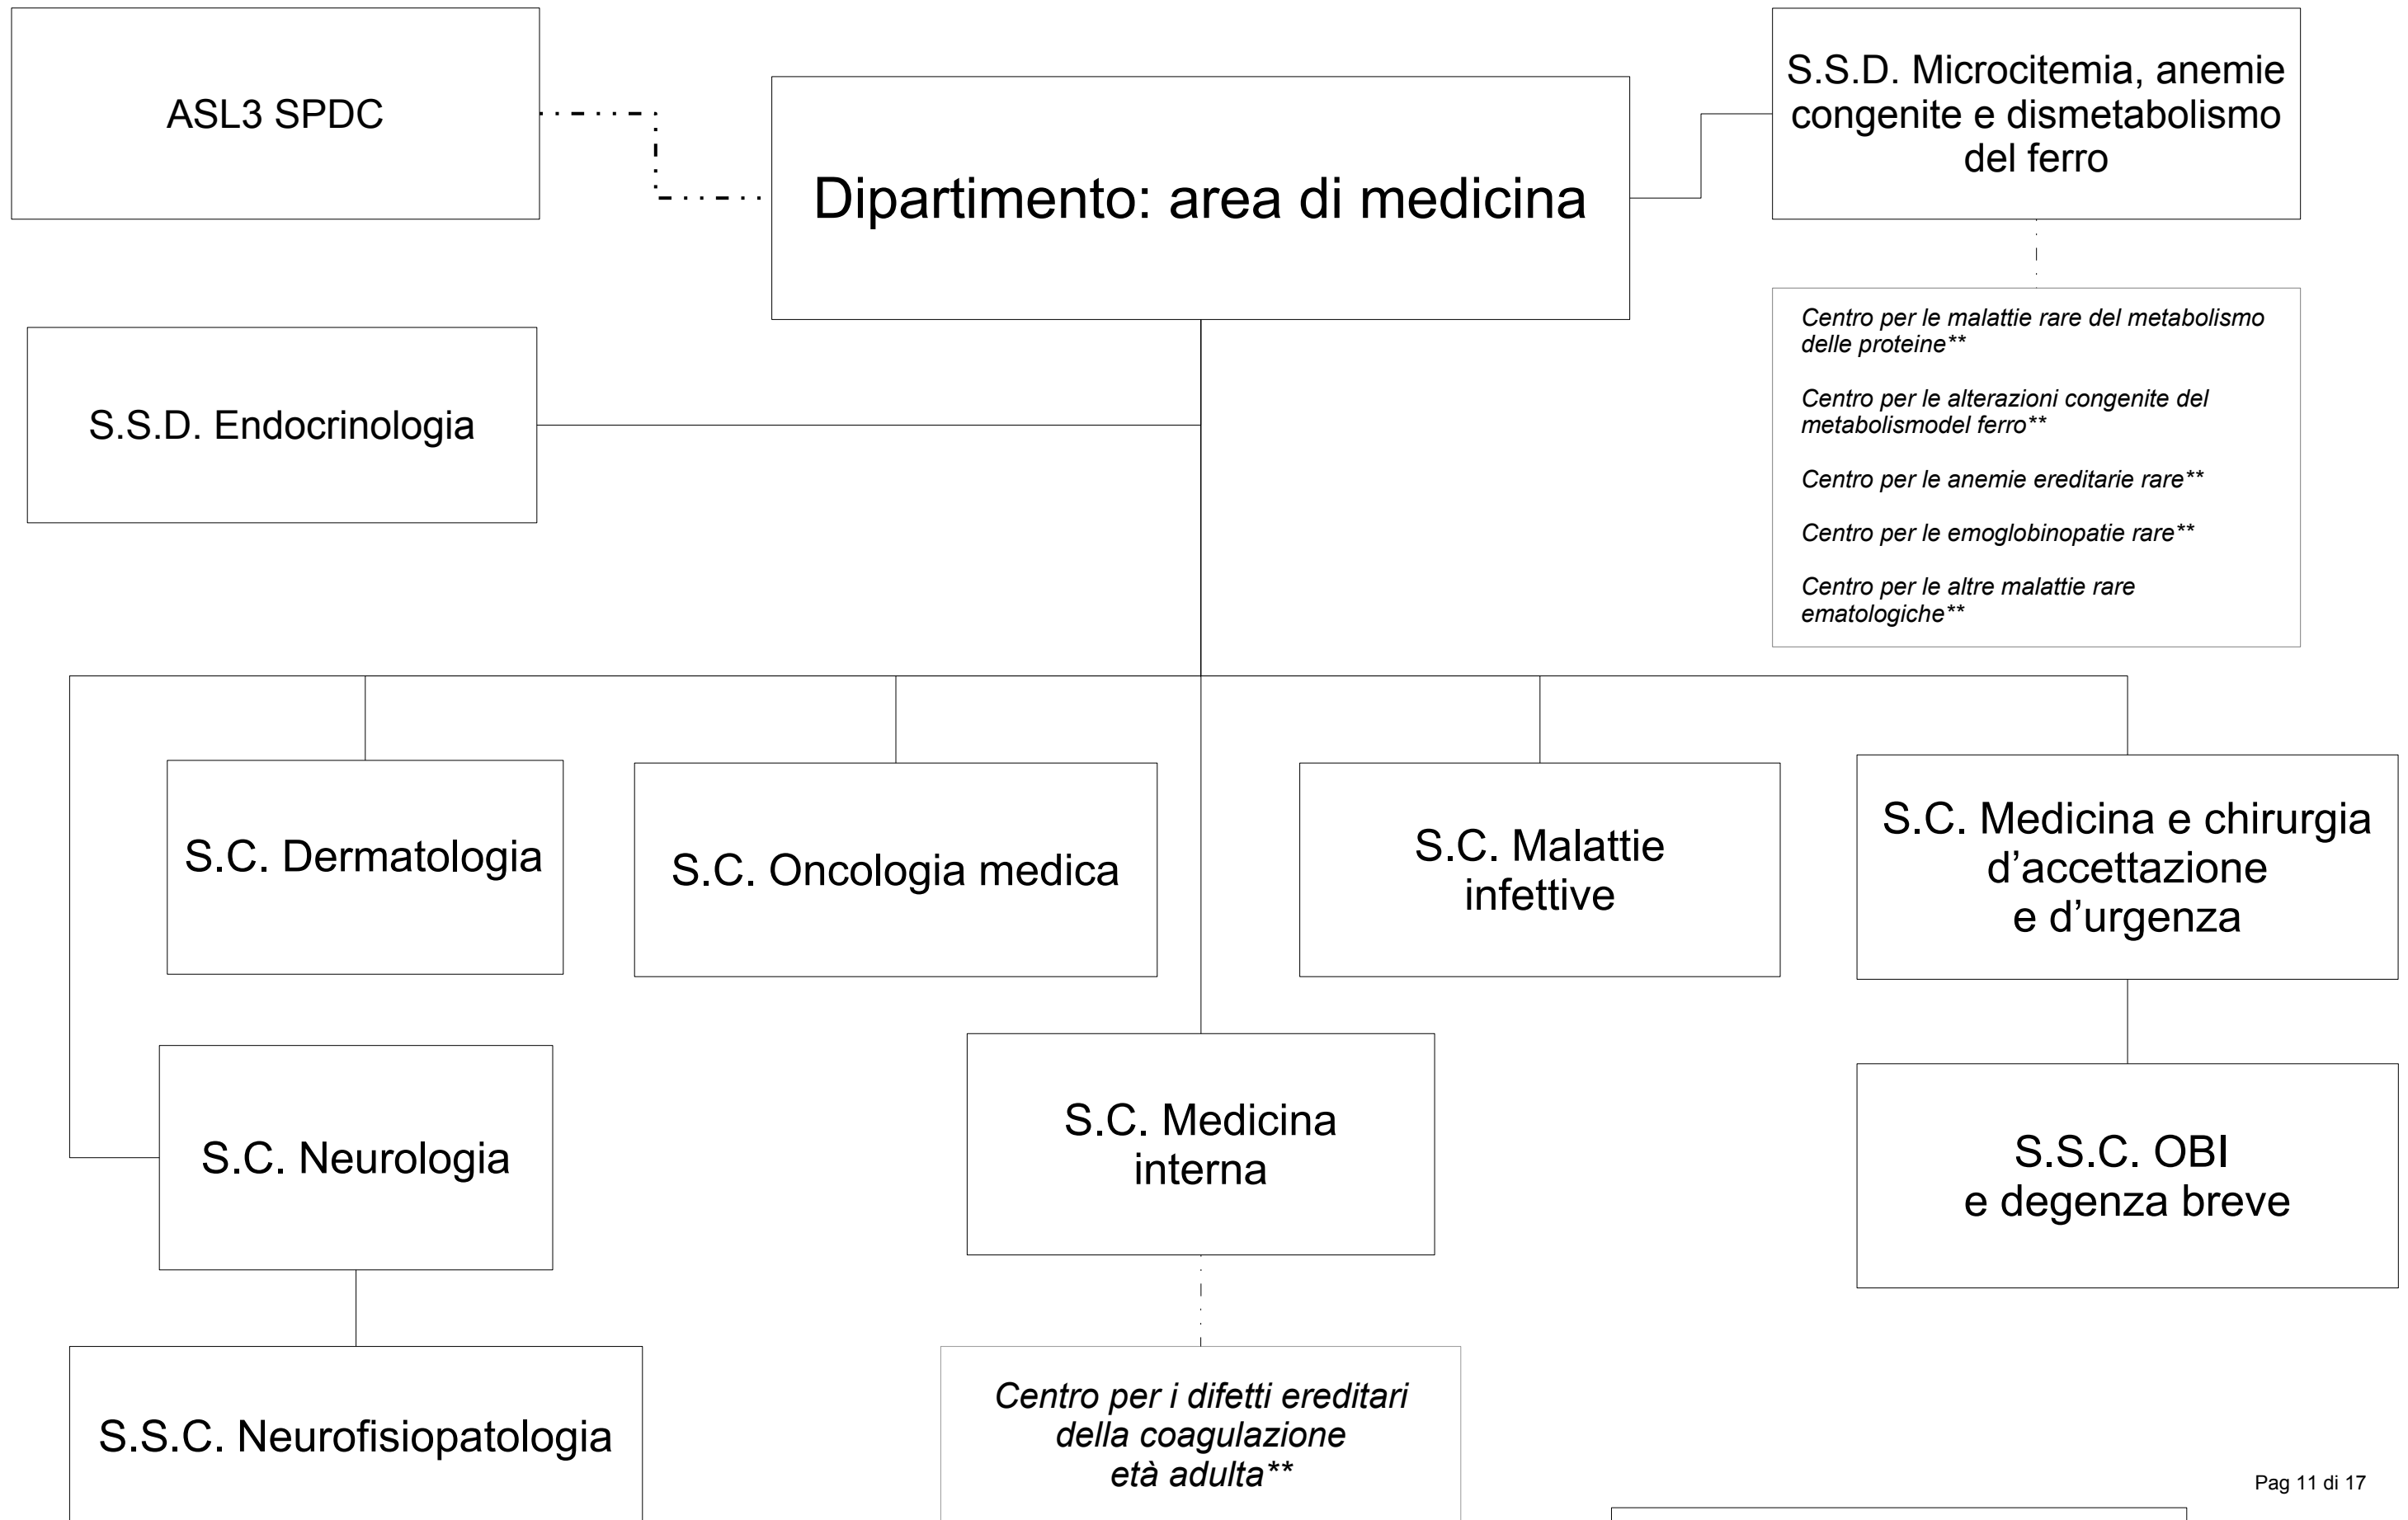 ASL3 SPDC
Dipartimento: area di medicina
S.S.D. Microcitemia, anemie
congenite e dismetabolismo
del ferro
Centro per le malattie rare del metabolismo
delle proteine**
Centro per le alterazioni congenite del
metabolismodel ferro**
Centro per le anemie ereditarie rare**
Centro per le emoglobinopatie rare**
Centro per le altre malattie rare
ematologiche**
S.S.D. Endocrinologia
S.C. Dermatologia
S.C. Oncologia medica
S.C. Malattie
infettive
S.C. Medicina e chirurgia
d’accettazione
e d’urgenza
S.C. Neurologia
S.C. Medicina
interna
S.S.C. OBI
e degenza breve
S.S.C. Neurofisiopatologia
Centro per i difetti ereditari
della coagulazione
età adulta**
Pag 11 di 17